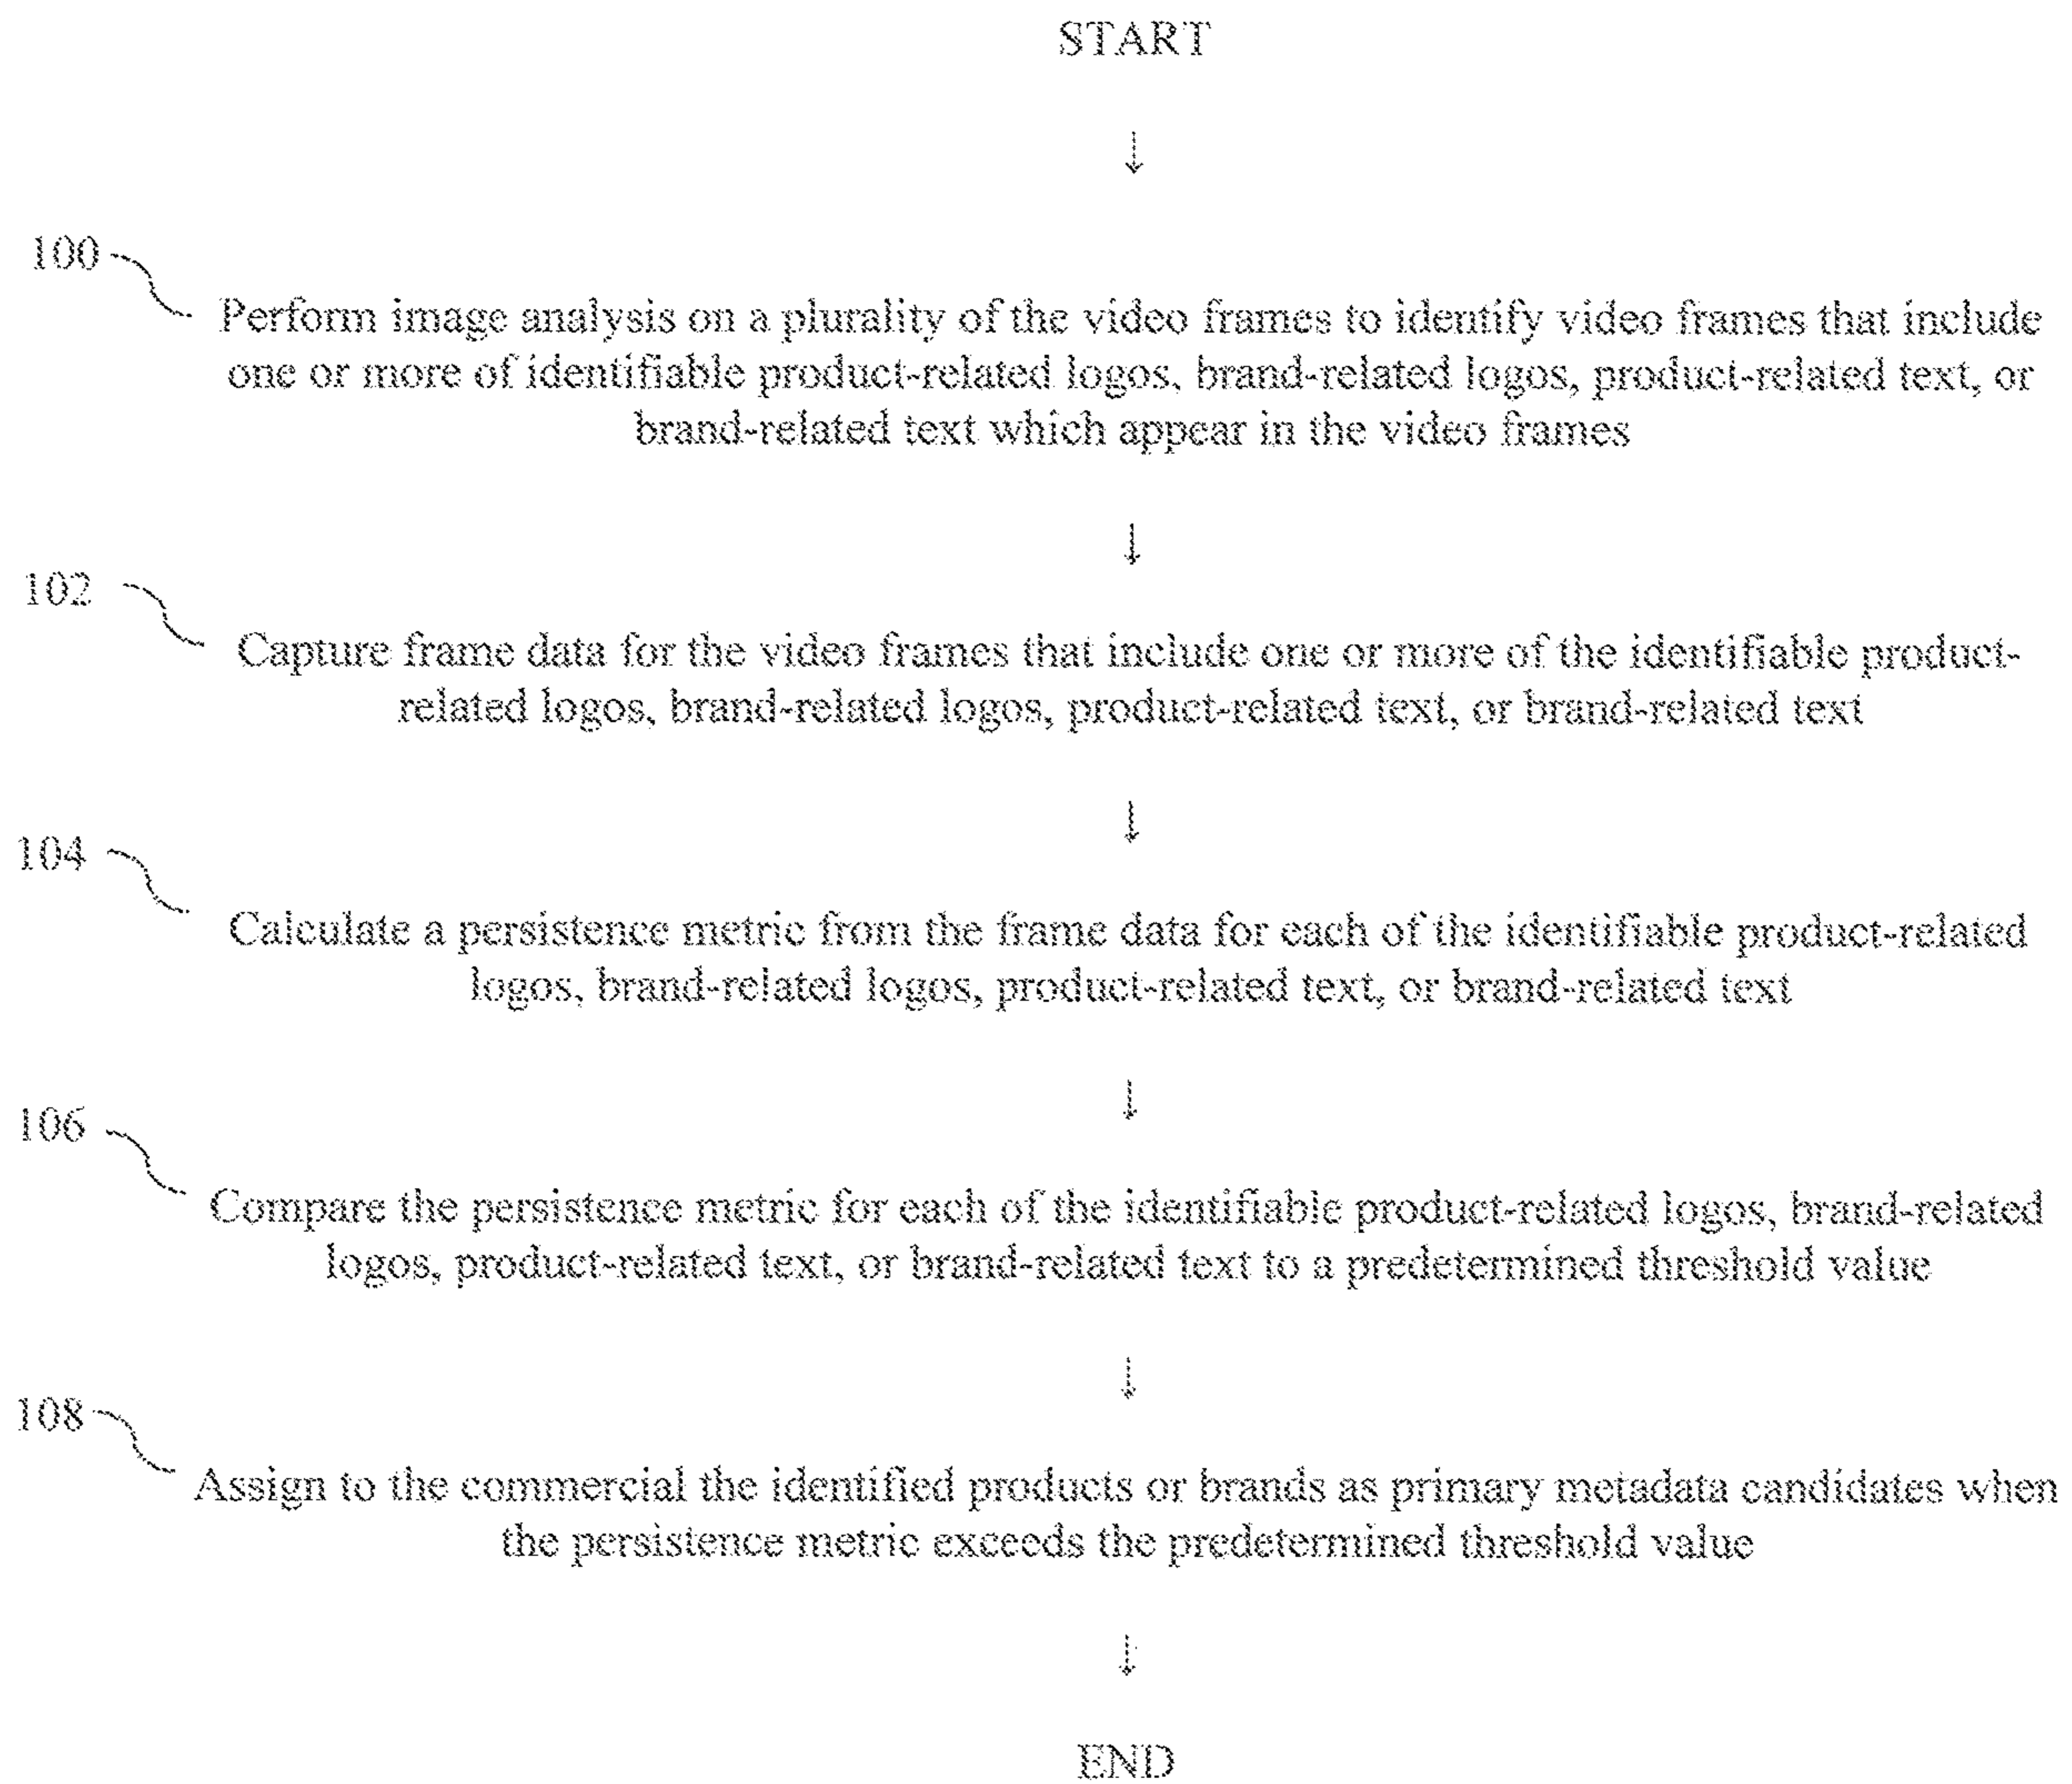 START
↓
100
Perform image analysis on a plurality of the video frames to identify video frames that include
one or more of identifiable product-related logos, brand-related logos, product-related text, or
brand-related text which appear in the video frames
↓
102
Capture frame data for the video frames that include one or more of the identifiable product-
related logos, brand-related logos, product-related text, or brand-related text
↓
104
Calculate a persistence metric from the frame data for each of the identifiable product-related
logos, brand-related logos, product-related text, or brand-related text
↓
106
Compare the persistence metric for each of the identifiable product-related logos, brand-related
logos, product-related text, or brand-related text to a predetermined threshold value
↓
108
Assign to the commercial the identified products or brands as primary metadata candidates when
the persistence metric exceeds the predetermined threshold value
↓
END